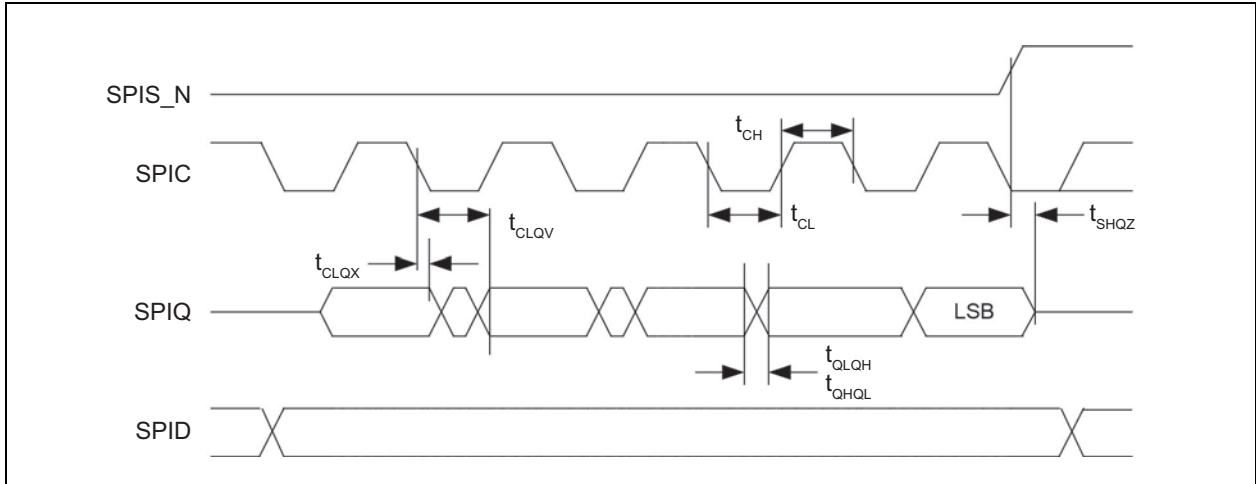 SPIS_N
t_CH
SPIC
t_CLQV
t_CL
t_SHQZ
t_CLQX
SPIQ
LSB
t_QLQH
t_QHQL
SPID